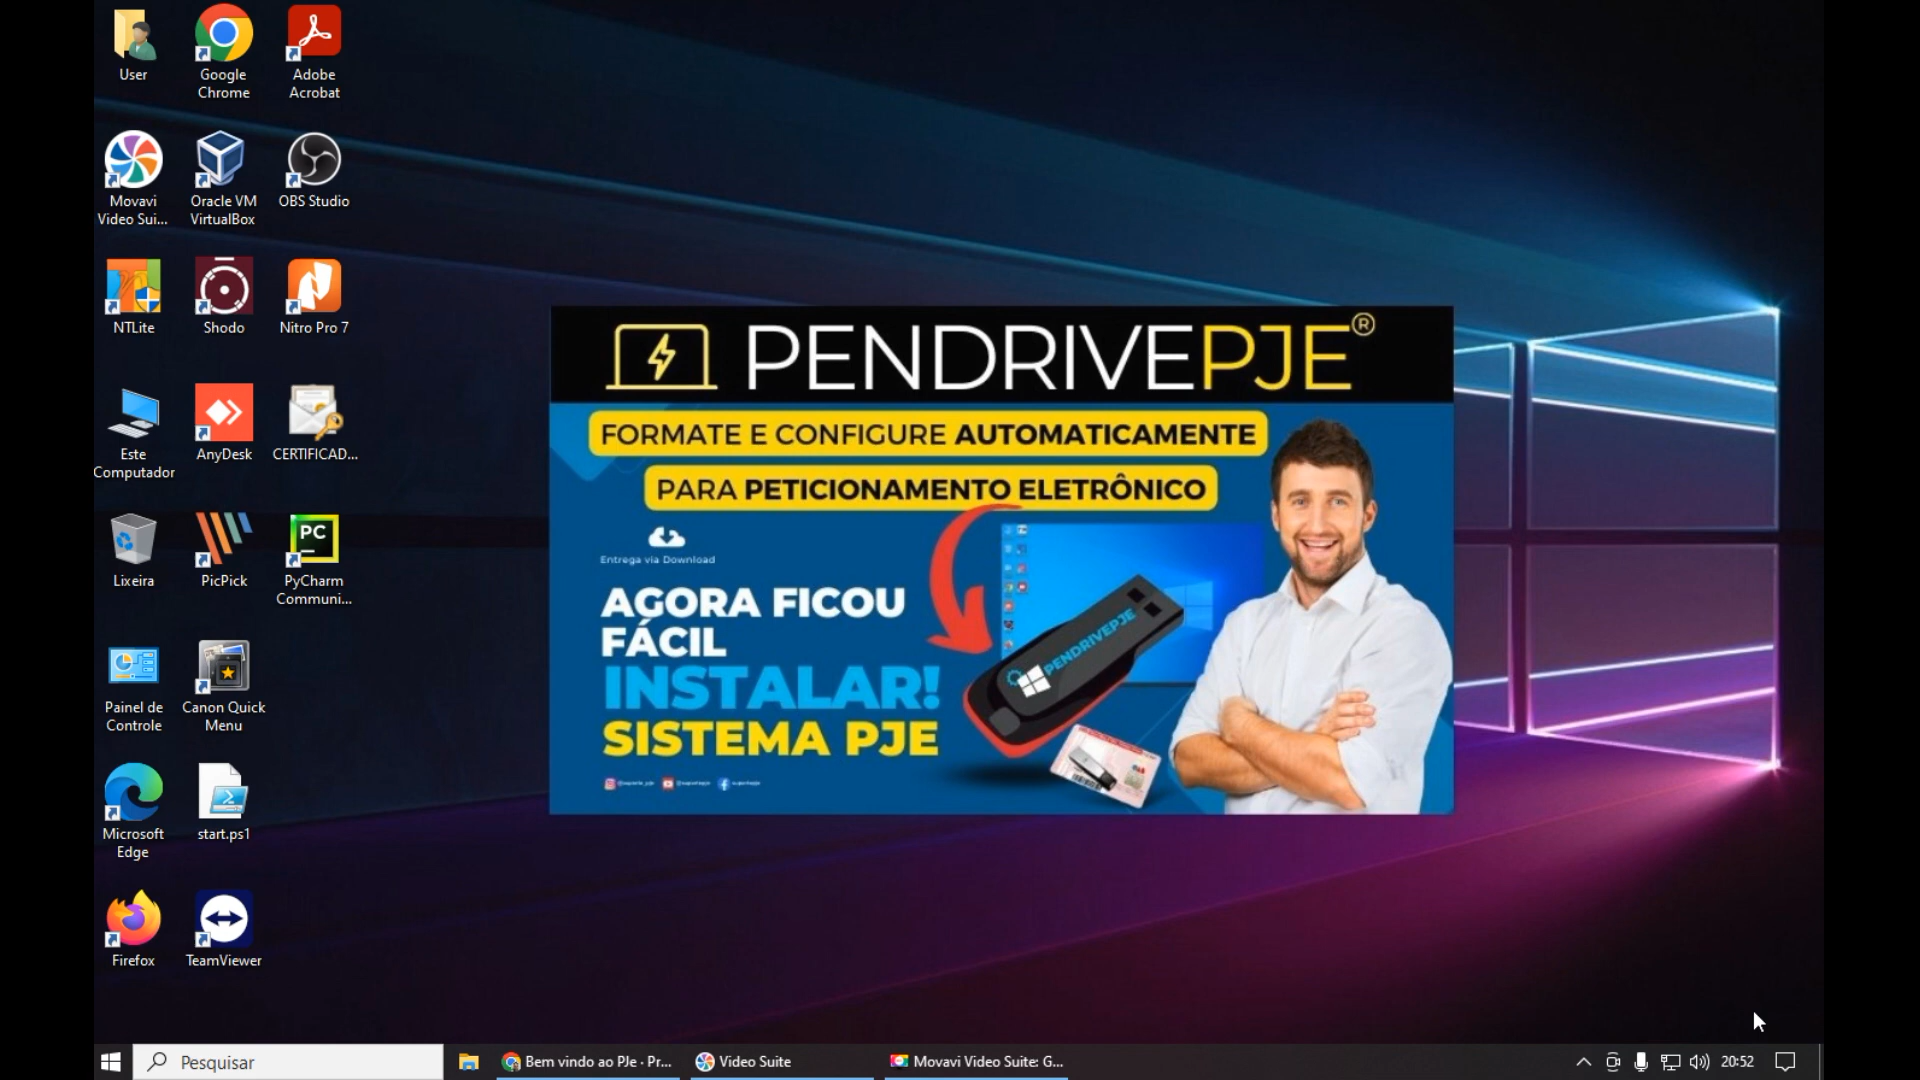 User
Google
Chrome
Adobe
Acrobat
Movavi
Video Sui...
Oracle VM
VirtualBox
OBS Studio
NTLite
Shodo
Nitro Pro 7
Este
Computador
AnyDesk
CERTIFICAD...
Lixeira
PicPick
PC
PyCharm
Communi...
Painel de
Controle
Canon Quick
Menu
Microsoft
Edge
start.ps1
Firefox
TeamViewer
PENDRIVEPJE®
FORMATE E CONFIGURE AUTOMATICAMENTE
PARA PETICIONAMENTO ELETRÔNICO
Entrega via Download
AGORA FICOU
FÁCIL
INSTALAR!
SISTEMA PJE
PENDRIVEPJE
Pesquisar
Bem vindo ao PJe · Pr...
Video Suite
Movavi Video Suite: G...
20:52